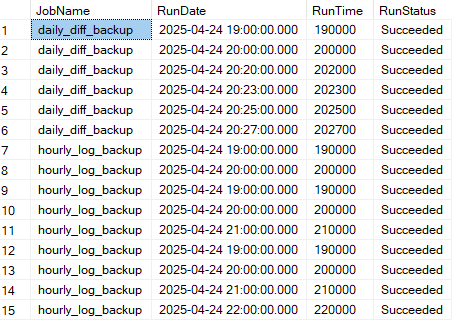 JobName RunDate RunTime RunStatus
1 daily_diff_backup 2025-04-24 19:00:00.000 190000 Succeeded
2 daily_diff_backup 2025-04-24 20:00:00.000 200000 Succeeded
3 daily_diff_backup 2025-04-24 20:20:00.000 202000 Succeeded
4 daily_diff_backup 2025-04-24 20:23:00.000 202300 Succeeded
5 daily_diff_backup 2025-04-24 20:25:00.000 202500 Succeeded
6 daily_diff_backup 2025-04-24 20:27:00.000 202700 Succeeded
7 hourly_log_backup 2025-04-24 19:00:00.000 190000 Succeeded
8 hourly_log_backup 2025-04-24 20:00:00.000 200000 Succeeded
9 hourly_log_backup 2025-04-24 19:00:00.000 190000 Succeeded
10 hourly_log_backup 2025-04-24 20:00:00.000 200000 Succeeded
11 hourly_log_backup 2025-04-24 21:00:00.000 210000 Succeeded
12 hourly_log_backup 2025-04-24 19:00:00.000 190000 Succeeded
13 hourly_log_backup 2025-04-24 20:00:00.000 200000 Succeeded
14 hourly_log_backup 2025-04-24 21:00:00.000 210000 Succeeded
15 hourly_log_backup 2025-04-24 22:00:00.000 220000 Succeeded